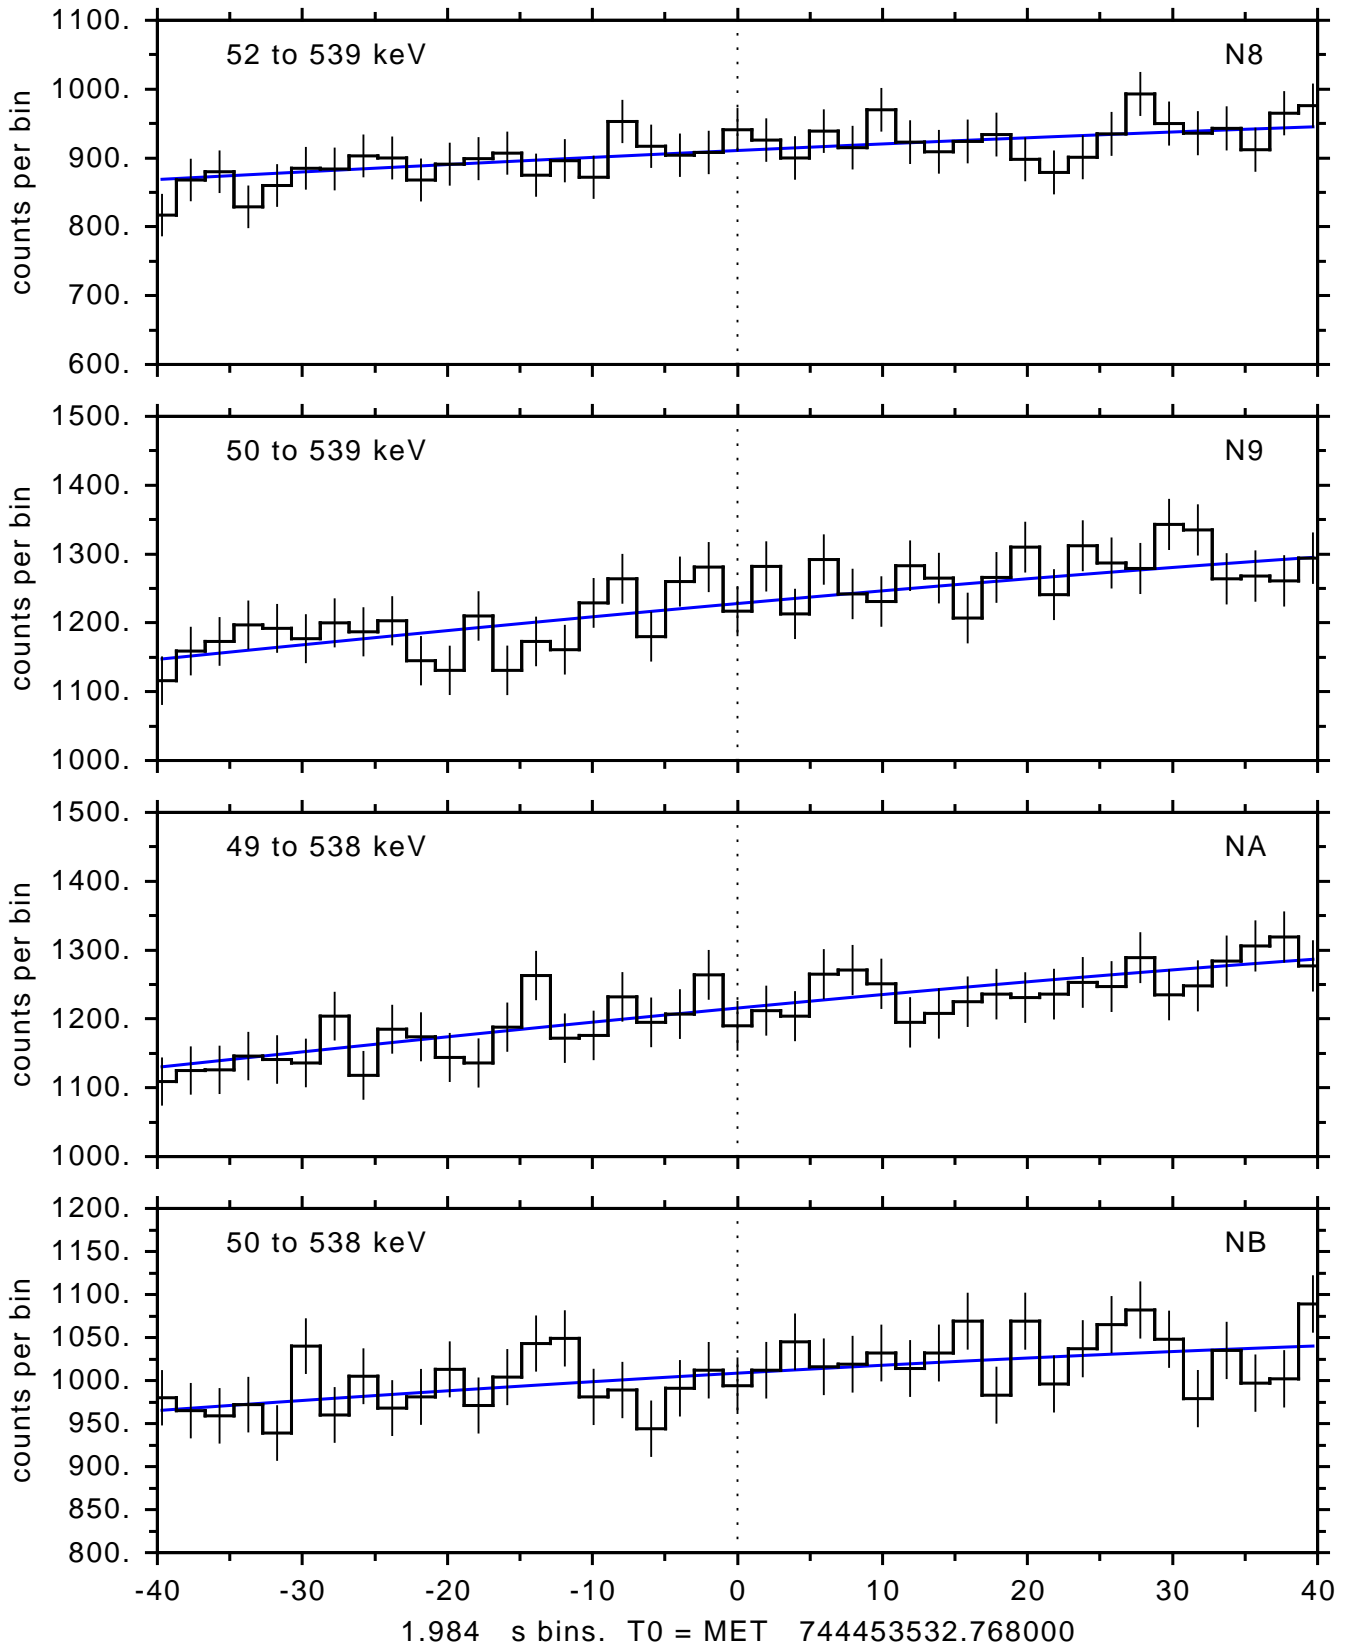 1100.
52 to 539 keV N8
1000.
900.
800.
700.
600.
counts per bin
1500.
50 to 539 keV N9
1400.
1300.
1200.
1100.
1000.
counts per bin
1500.
49 to 538 keV NA
1400.
1300.
1200.
1100.
1000.
counts per bin
1200.
50 to 538 keV NB
1150.
1100.
1050.
1000.
950.
900.
850.
800.
counts per bin
-40 -30 -20 -10 0 10 20 30 40
1.984 s bins. T0 = MET 744453532.768000